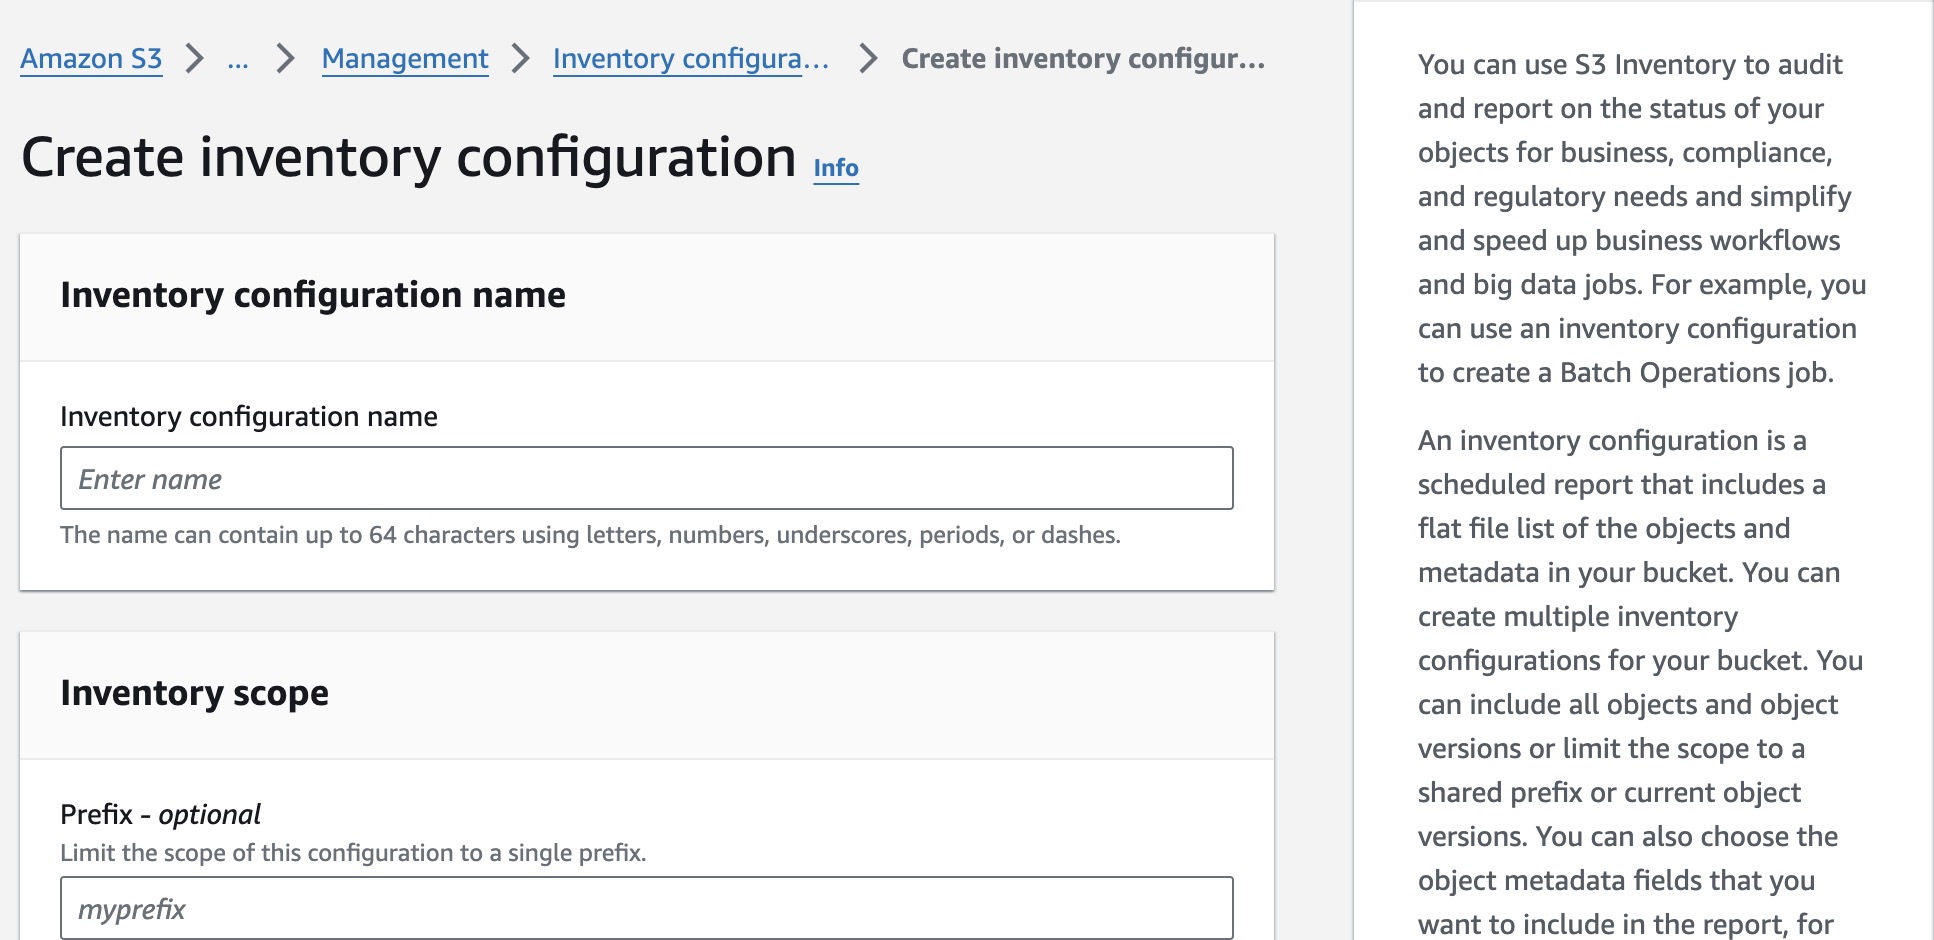 Amazon S3 > ... > Management > Inventory configura... > Create inventory configur...
Create inventory configuration Info
Inventory configuration name
Inventory configuration name
Enter name
The name can contain up to 64 characters using letters, numbers, underscores, periods, or dashes.
Inventory scope
Prefix - optional
Limit the scope of this configuration to a single prefix.
myprefix
You can use S3 Inventory to audit
and report on the status of your
objects for business, compliance,
and regulatory needs and simplify
and speed up business workflows
and big data jobs. For example, you
can use an inventory configuration
to create a Batch Operations job.
An inventory configuration is a
scheduled report that includes a
flat file list of the objects and
metadata in your bucket. You can
create multiple inventory
configurations for your bucket. You
can include all objects and object
versions or limit the scope to a
shared prefix or current object
versions. You can also choose the
object metadata fields that you
want to include in the report, for